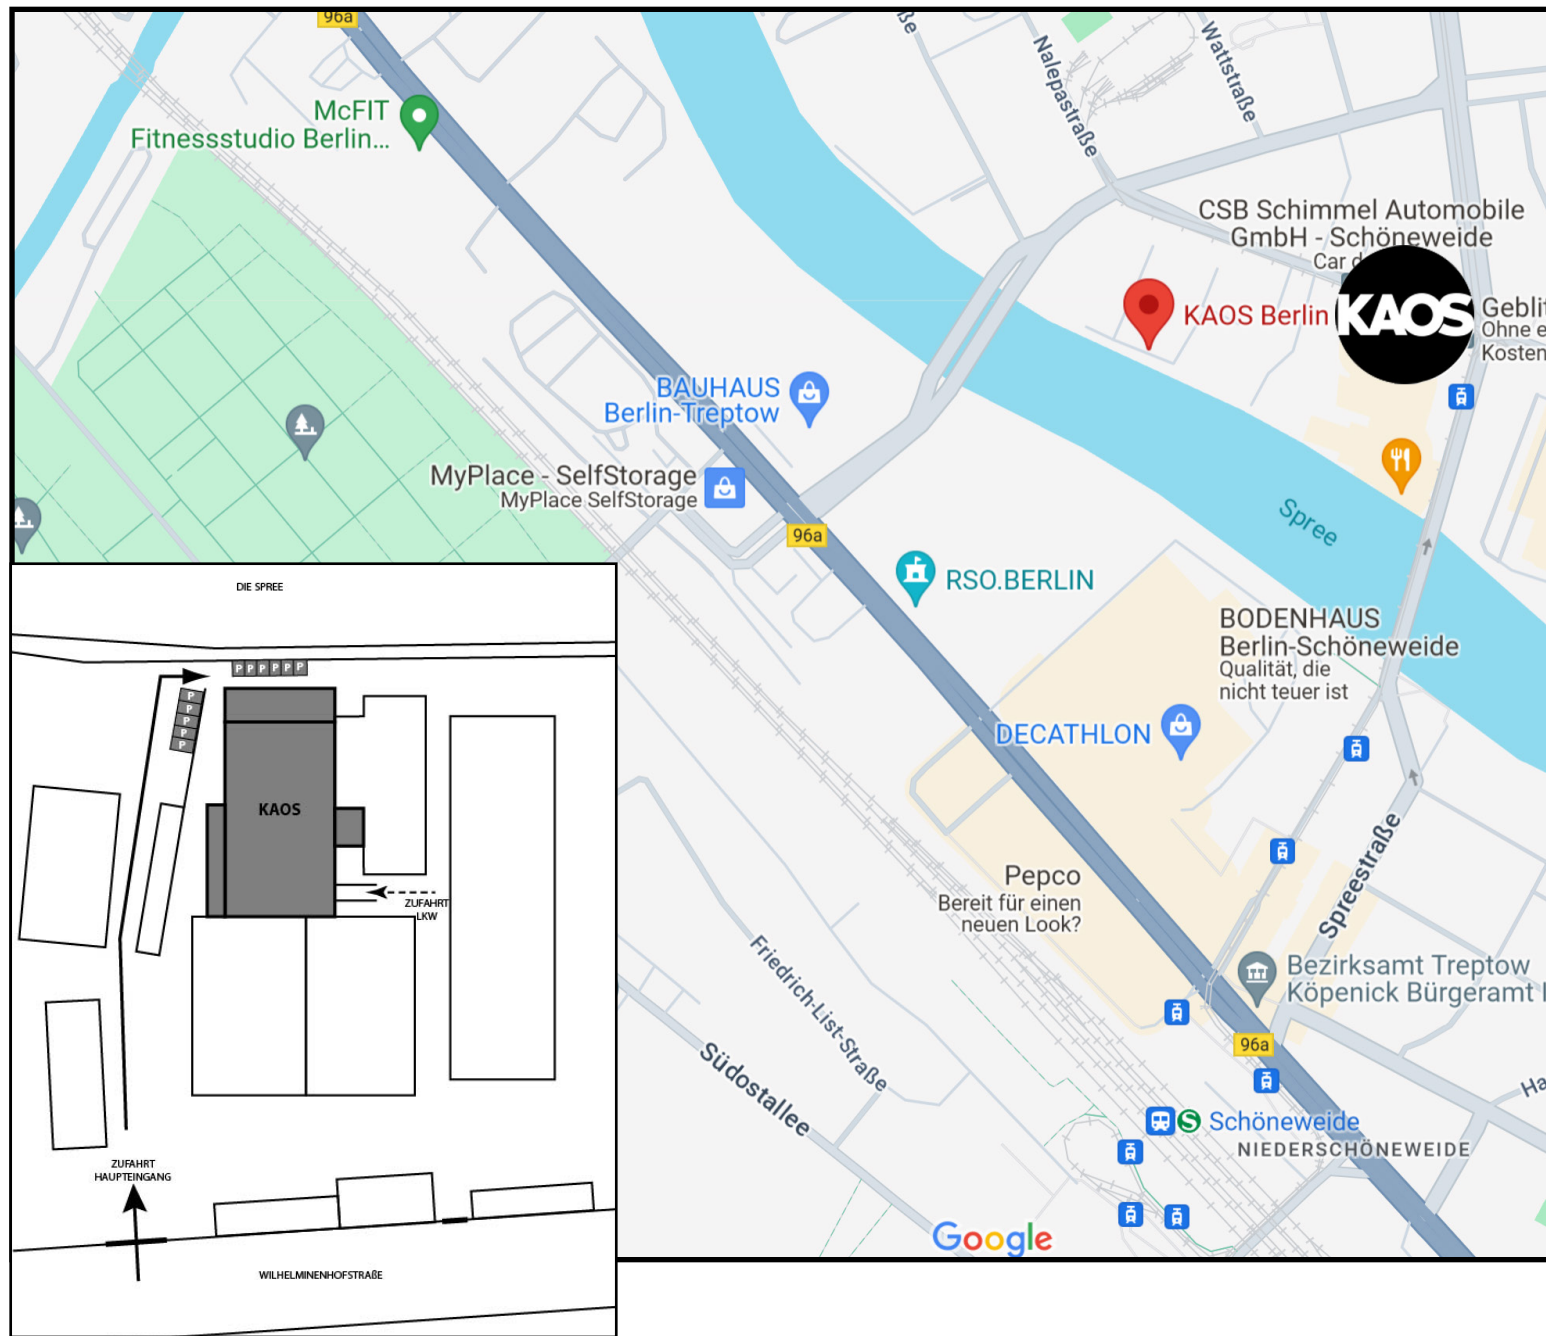 96a
McFIT
Fitnessstudio Berlin...
Nalepastraße
Wattstraße
CSB Schimmel Automobile
GmbH - Schöneweide
Car d
KAOS Berlin
KAOS
Geblit
Ohne e
Kosten
BAUHAUS
Berlin-Treptow
MyPlace - SelfStorage
MyPlace SelfStorage
96a
Spree
RSO.BERLIN
BODENHAUS
Berlin-Schöneweide
Qualität, die
nicht teuer ist
DECATHLON
Pepco
Bereit für einen
neuen Look?
Spreestraße
Bezirksamt Treptow
Köpenick Bürgeramt
Friedrich-List-Straße
Südostallee
96a
Ha
S
Schöneweide
NIEDERSCHÖNEWEIDE
Google
DIE SPREE
P P P P P P
P
P
P
P
P
KAOS
ZUFAHRT
LKW
ZUFAHRT
HAUPTEINGANG
WILHELMINENHOFSTRAßE